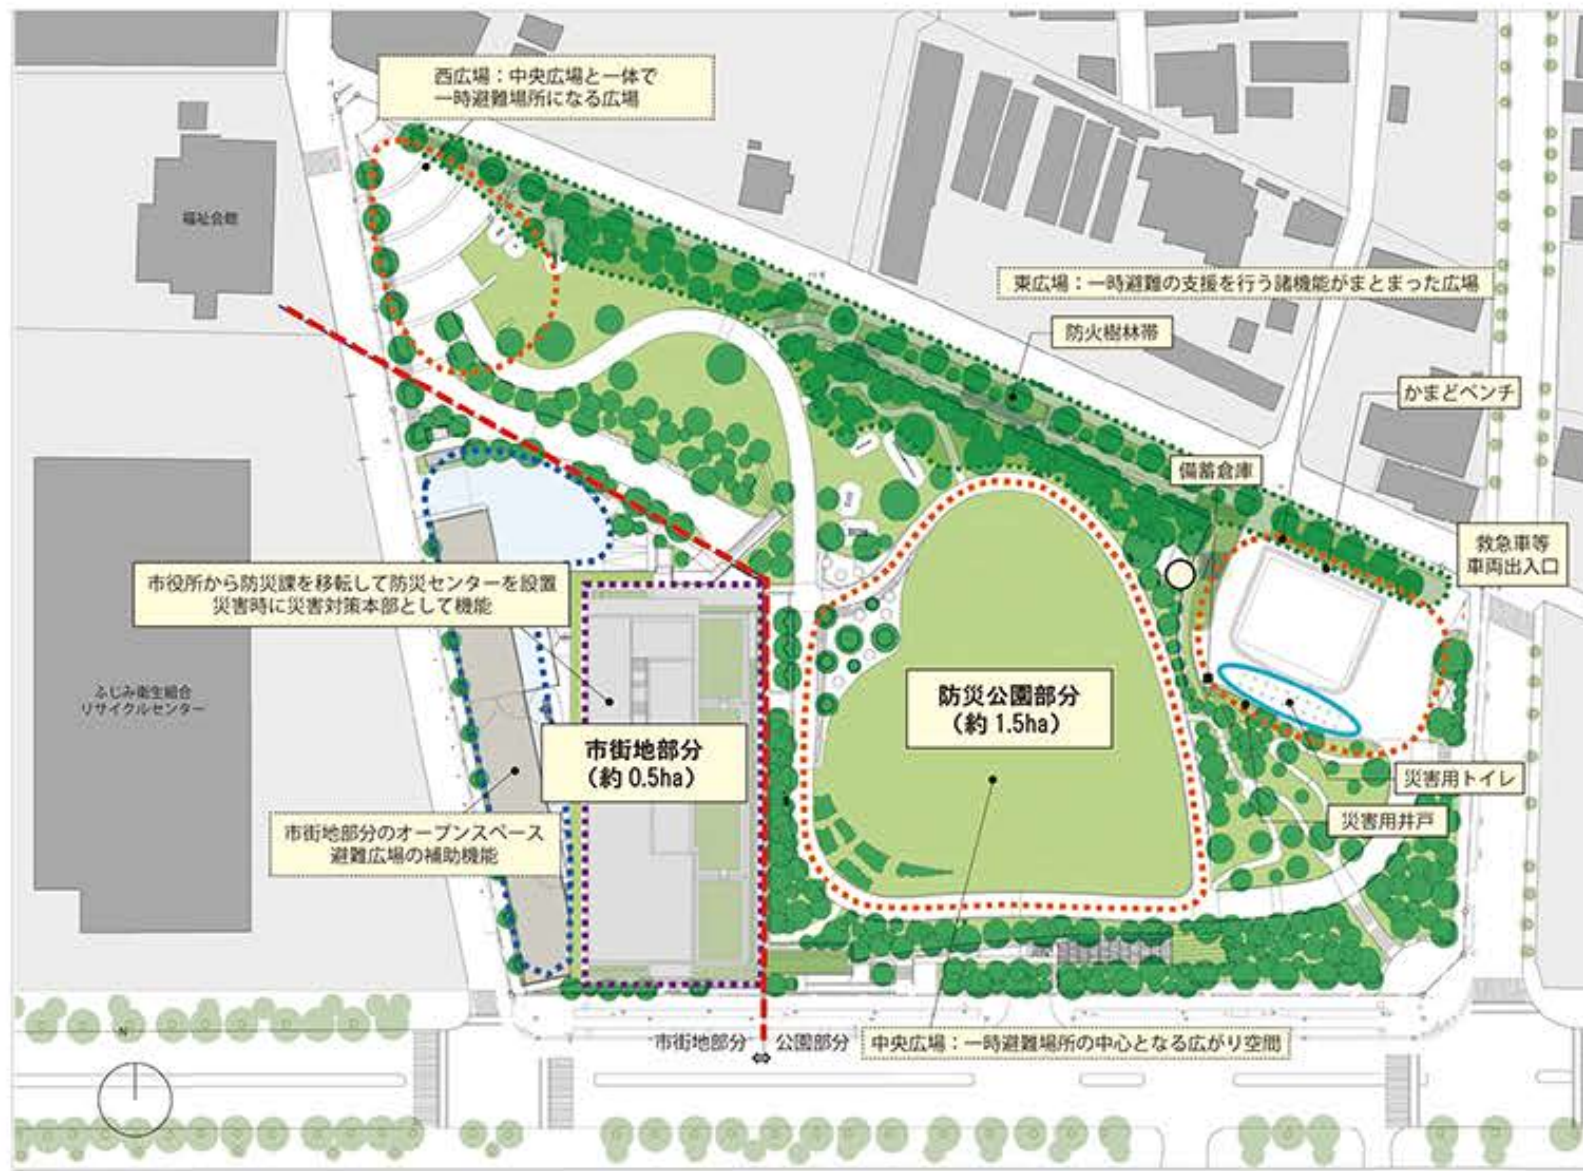 西広場：中央広場と一体で
一時避難場所になる広場
福祉会館
東広場：一時避難の支援を行う諸機能がまとまった広場
防火樹林帯
かまどベンチ
備蓄倉庫
救急車等
車両出入口
市役所から防災課を移転して防災センターを設置
災害時に災害対策本部として機能
ふじみ衛生組合
リサイクルセンター
防災公園部分
（約1.5ha）
市街地部分
（約0.5ha）
災害用トイレ
災害用井戸
市街地部分のオープンスペース
避難広場の補助機能
市街地部分
公園部分
中央広場：一時避難場所の中心となる広がり空間
N